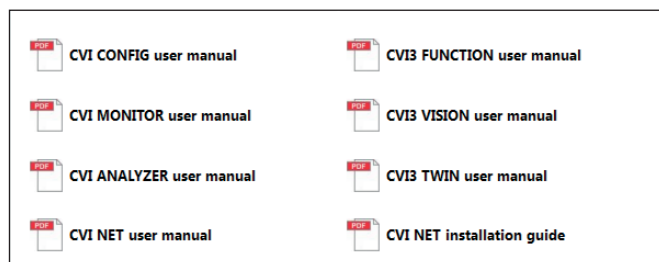 PDF CVI CONFIG user manual
PDF CVI3 FUNCTION user manual
PDF CVI MONITOR user manual
PDF CVI3 VISION user manual
PDF CVI ANALYZER user manual
PDF CVI3 TWIN user manual
PDF CVI NET user manual
PDF CVI NET installation guide